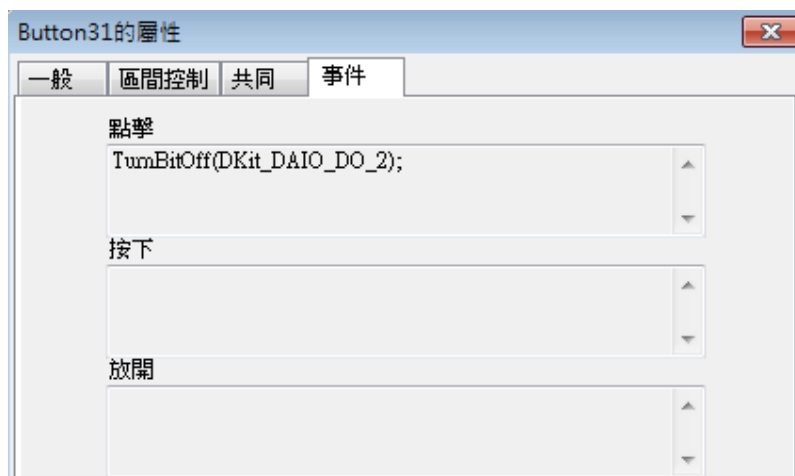 Button31的屬性
一般 區間控制 共同 事件
點擊
TurnBitOff(DKit_DAIO_DO_2);
按下
放開